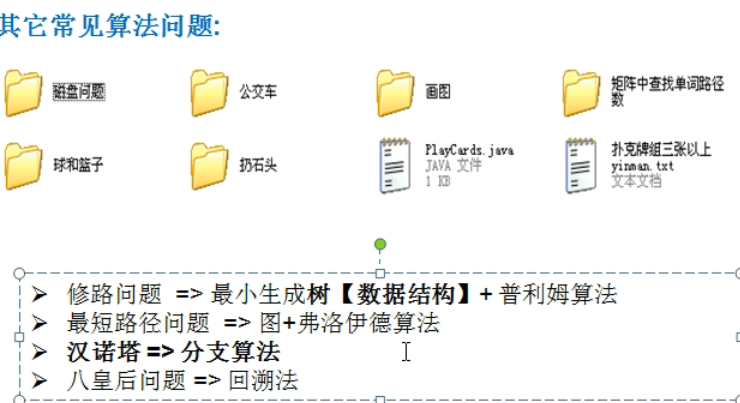 其它常见算法问题:
磁盘问题
公交车
画图
矩阵中查找单词路径
数
球和篮子
扔石头
PlayCards.java
JAVA 文件
1 KB
扑克牌组三张以上
yinman.txt
文本文档
➢ 修路问题 => 最小生成树【数据结构】+ 普利姆算法
➢ 最短路径问题 => 图+弗洛伊德算法
➢ 汉诺塔 => 分支算法
➢ 八皇后问题 => 回溯法